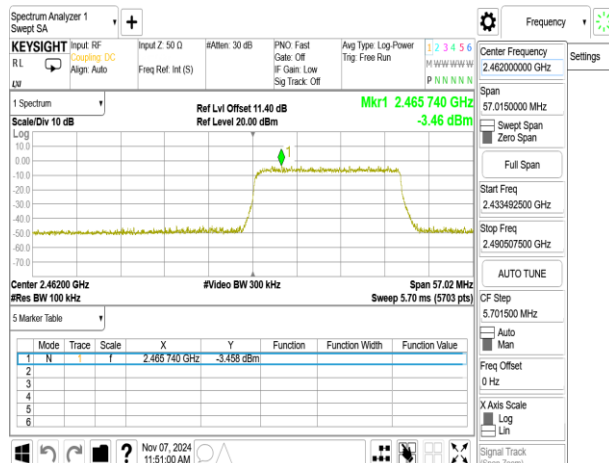 Spectrum Analyzer 1
Swept SA
Frequency
KEYSIGHT
RL
Input: RF
Coupling: DC
Align: Auto
Input Z: 50 Ω
Freq Ref: Int (S)
#Atten: 30 dB
PNO: Fast
Gate: Off
IF Gain: Low
Sig Track: Off
Avg Type: Log-Power
Trig: Free Run
1 2 3 4 5 6
M W W W W W
P N N N N N
Center Frequency
2.462000000 GHz
Settings
Span
57.0150000 MHz
Swept Span
Zero Span
Full Span
Start Freq
2.433492500 GHz
Stop Freq
2.490507500 GHz
AUTO TUNE
CF Step
5.701500 MHz
Auto
Man
Freq Offset
0 Hz
X Axis Scale
Log
Lin
Signal Track
(Span Zoom)
1 Spectrum
Scale/Div 10 dB
Ref Lvl Offset 11.40 dB
Ref Level 20.00 dBm
Mkr1 2.465 740 GHz
-3.46 dBm
Log
10.0
0.00
-10.0
-20.0
-30.0
-40.0
-50.0
-60.0
-70.0
1
Center 2.46200 GHz
#Res BW 100 kHz
#Video BW 300 kHz
Span 57.02 MHz
Sweep 5.70 ms (5703 pts)
5 Marker Table
Mode Trace Scale X Y Function Function Width Function Value
1 N 1 f 2.465 740 GHz -3.458 dBm
2
3
4
5
6
Nov 07, 2024
11:51:00 AM